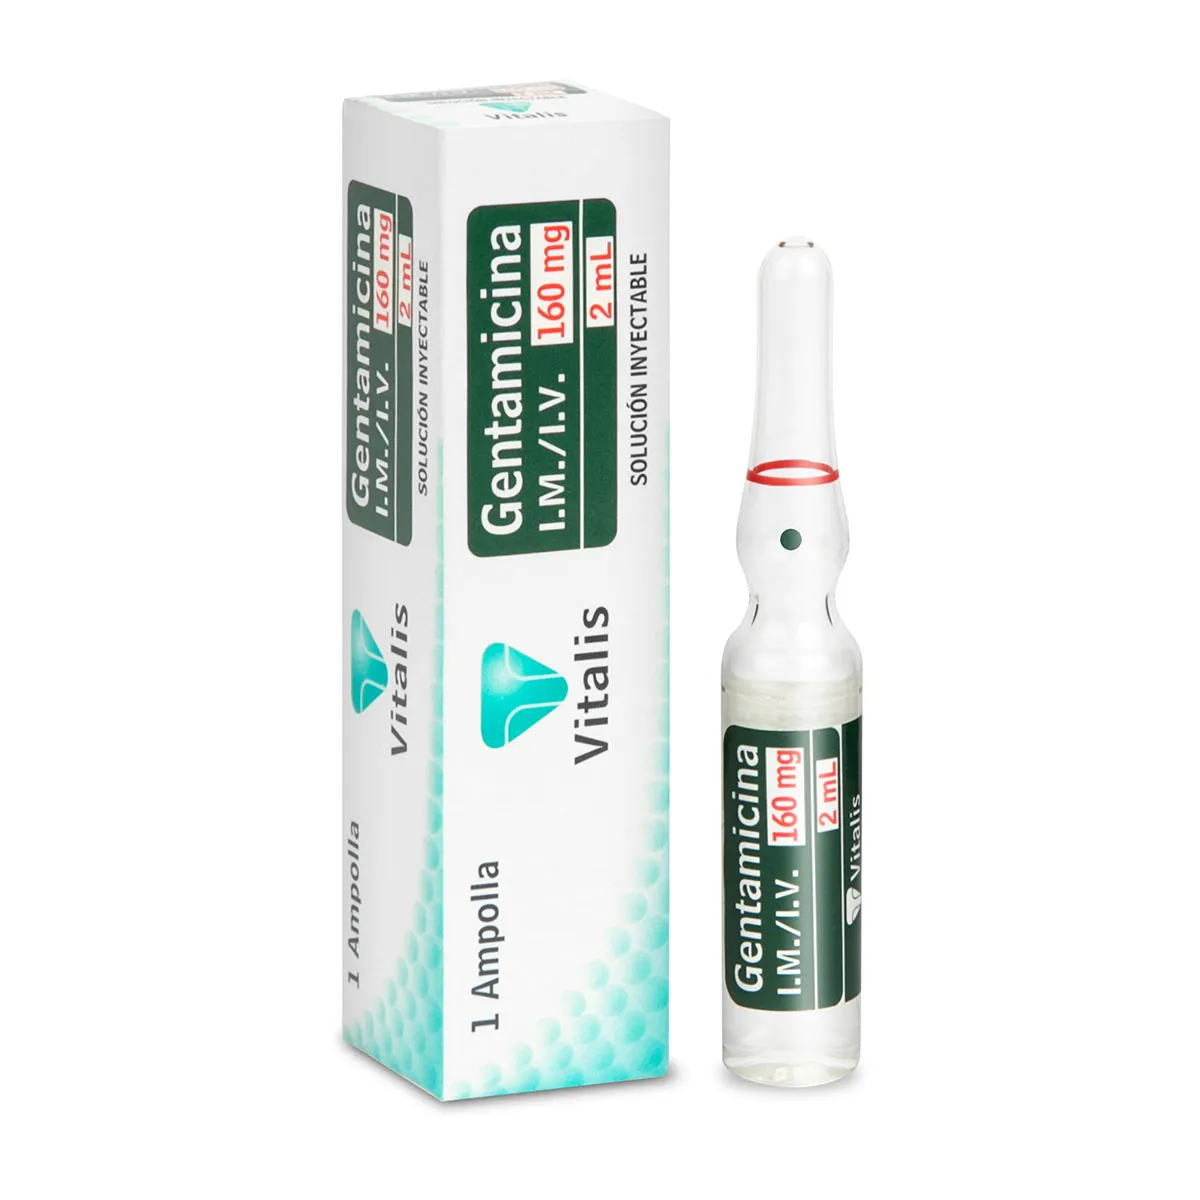 Vitalis
Gentamicina
I.M./I.V. 160 mg
2 mL
SOLUCIÓN INYECTABLE
Vitalis
1 Ampolla
Gentamicina
I.M./I.V. 160 mg
2 mL
SOLUCIÓN INYECTABLE
Vitalis
1 Ampolla
Gentamicina
I.M./I.V. 160 mg
2 mL
Vitalis